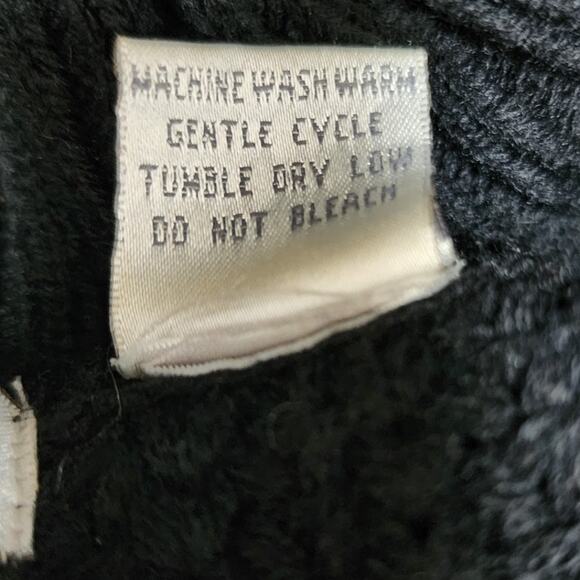 MACHINE WASH WARM
GENTLE CYCLE
TUMBLE DRY LOW
DO NOT BLEACH